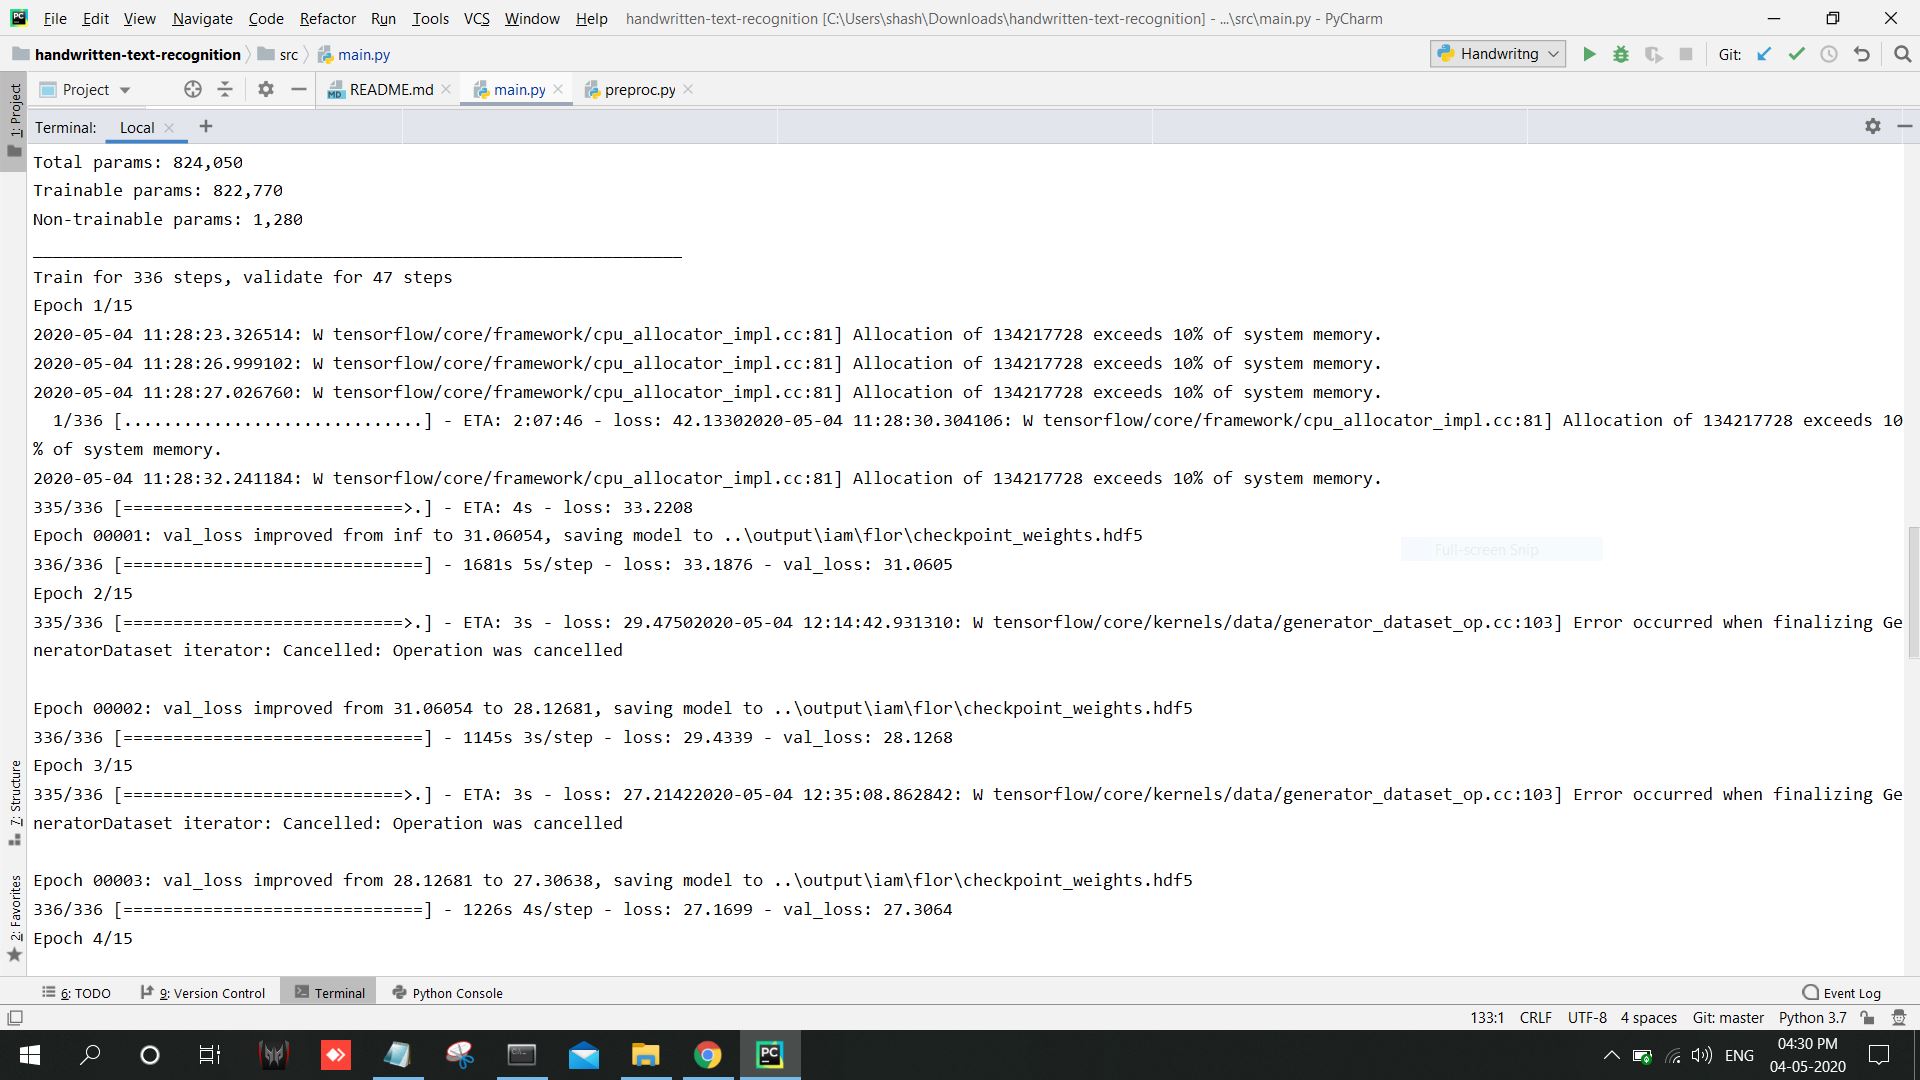 File Edit View Navigate Code Refactor Run Tools VCS Window Help handwritten-text-recognition [C:\Users\shash\Downloads\handwritten-text-recognition] - ...\src\main.py - PyCharm
handwritten-text-recognition src main.py Handwritng Git:
Project README.md main.py preproc.py
1: Project
Terminal: Local +
Total params: 824,050
Trainable params: 822,770
Non-trainable params: 1,280
_________________________________________________________________
Train for 336 steps, validate for 47 steps
Epoch 1/15
2020-05-04 11:28:23.326514: W tensorflow/core/framework/cpu_allocator_impl.cc:81] Allocation of 134217728 exceeds 10% of system memory.
2020-05-04 11:28:26.999102: W tensorflow/core/framework/cpu_allocator_impl.cc:81] Allocation of 134217728 exceeds 10% of system memory.
2020-05-04 11:28:27.026760: W tensorflow/core/framework/cpu_allocator_impl.cc:81] Allocation of 134217728 exceeds 10% of system memory.
1/336 [..............................] - ETA: 2:07:46 - loss: 42.13302020-05-04 11:28:30.304106: W tensorflow/core/framework/cpu_allocator_impl.cc:81] Allocation of 134217728 exceeds 10
% of system memory.
2020-05-04 11:28:32.241184: W tensorflow/core/framework/cpu_allocator_impl.cc:81] Allocation of 134217728 exceeds 10% of system memory.
335/336 [============================>.] - ETA: 4s - loss: 33.2208
Epoch 00001: val_loss improved from inf to 31.06054, saving model to ..\output\iam\flor\checkpoint_weights.hdf5
Full-screen Snip
336/336 [==============================] - 1681s 5s/step - loss: 33.1876 - val_loss: 31.0605
Epoch 2/15
335/336 [============================>.] - ETA: 3s - loss: 29.47502020-05-04 12:14:42.931310: W tensorflow/core/kernels/data/generator_dataset_op.cc:103] Error occurred when finalizing Ge
neratorDataset iterator: Cancelled: Operation was cancelled
Epoch 00002: val_loss improved from 31.06054 to 28.12681, saving model to ..\output\iam\flor\checkpoint_weights.hdf5
336/336 [==============================] - 1145s 3s/step - loss: 29.4339 - val_loss: 28.1268
Epoch 3/15
335/336 [============================>.] - ETA: 3s - loss: 27.21422020-05-04 12:35:08.862842: W tensorflow/core/kernels/data/generator_dataset_op.cc:103] Error occurred when finalizing Ge
neratorDataset iterator: Cancelled: Operation was cancelled
7: Structure
Epoch 00003: val_loss improved from 28.12681 to 27.30638, saving model to ..\output\iam\flor\checkpoint_weights.hdf5
336/336 [==============================] - 1226s 4s/step - loss: 27.1699 - val_loss: 27.3064
2: Favorites
Epoch 4/15
6: TODO 9: Version Control Terminal Python Console Event Log
133:1 CRLF UTF-8 4 spaces Git: master Python 3.7
PC ENG 04:30 PM
04-05-2020